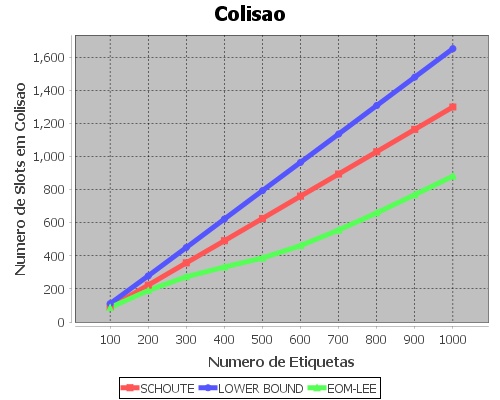 Colisao
Numero de Slots em Colisao
1,600
1,400
1,200
1,000
800
600
400
200
0
100 200 300 400 500 600 700 800 900 1000
Numero de Etiquetas
SCHOUTE LOWER BOUND EOM-LEE